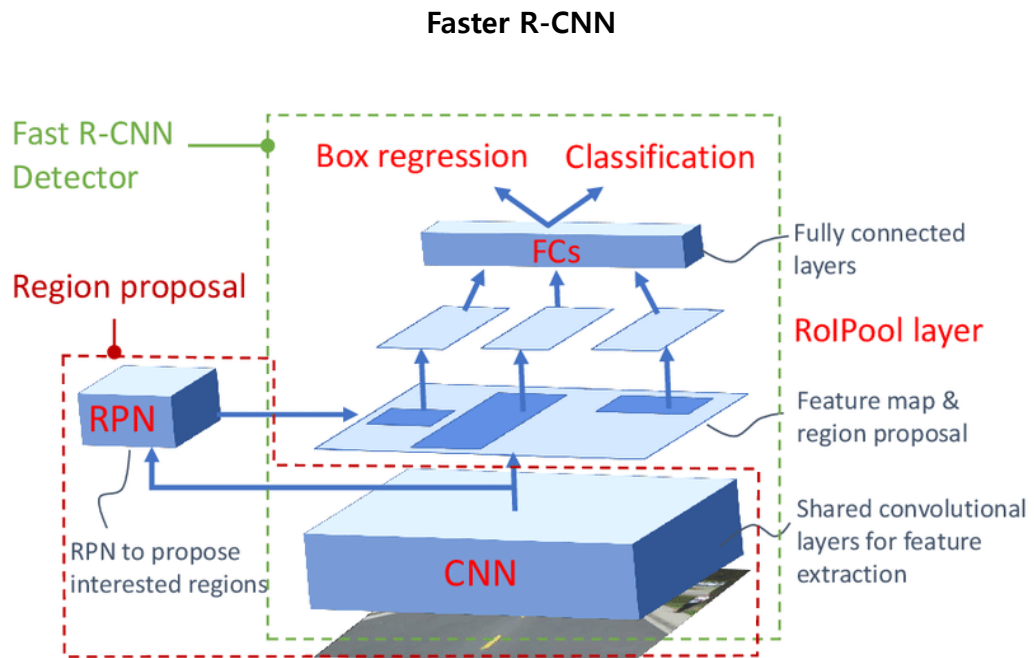 Faster R-CNN
Fast R-CNN
Detector
Box regression
Classification
FCs
Fully connected
layers
Region proposal
RoIPool layer
RPN
Feature map &
region proposal
RPN to propose
interested regions
CNN
Shared convolutional
layers for feature
extraction